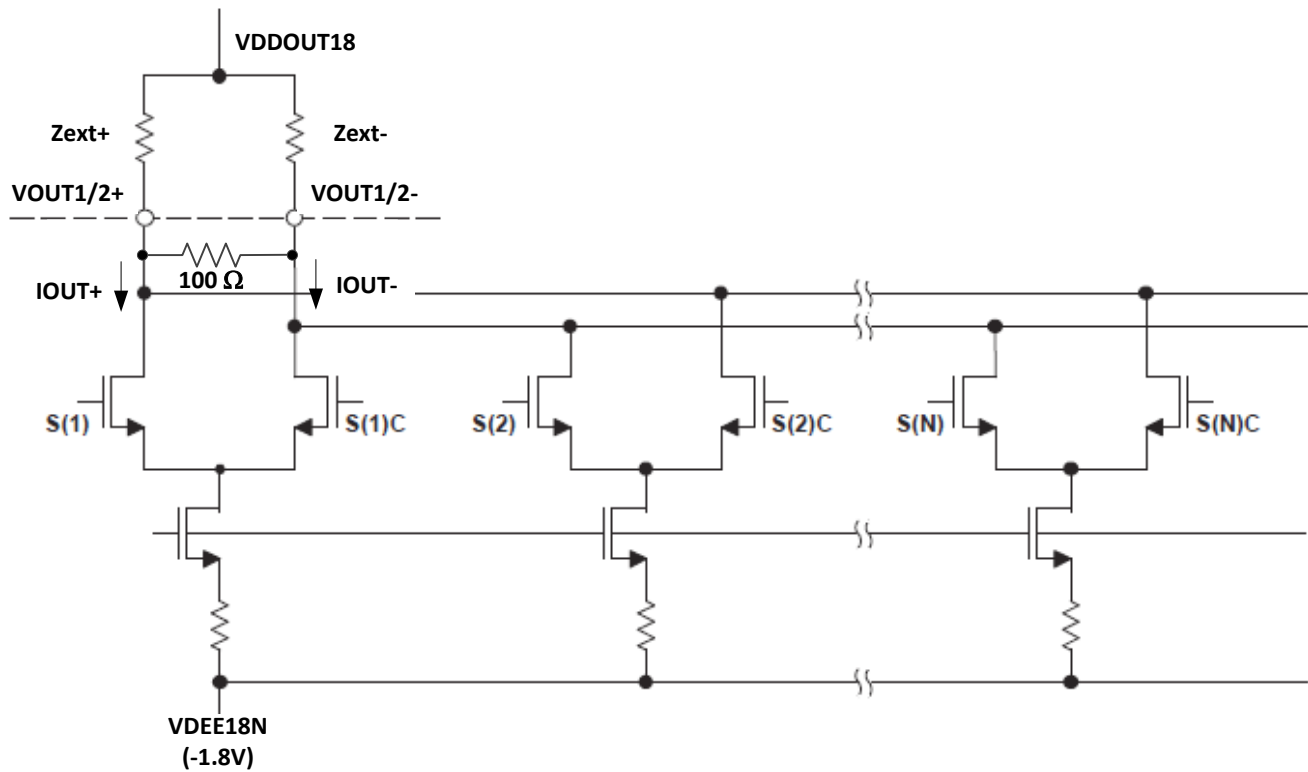 VDDOUT18
Zext+
Zext-
VOUT1/2+
VOUT1/2-
100 Ω
IOUT+
IOUT-
S(1)
S(1)C
S(2)
S(2)C
S(N)
S(N)C
VDEE18N
(-1.8V)